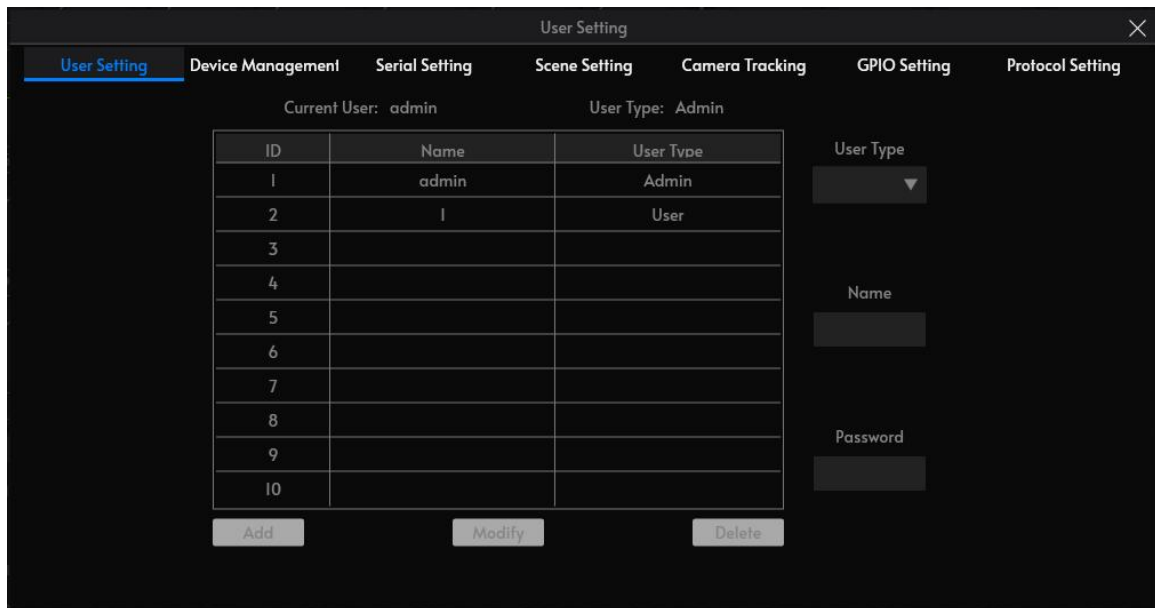 User Setting
User Setting Device Management Serial Setting Scene Setting Camera Tracking GPIO Setting Protocol Setting
Current User: admin User Type: Admin
ID Name User Type
1 admin Admin
2 1 User
3
4
5
6
7
8
9
10
User Type
Name
Password
Add Modify Delete